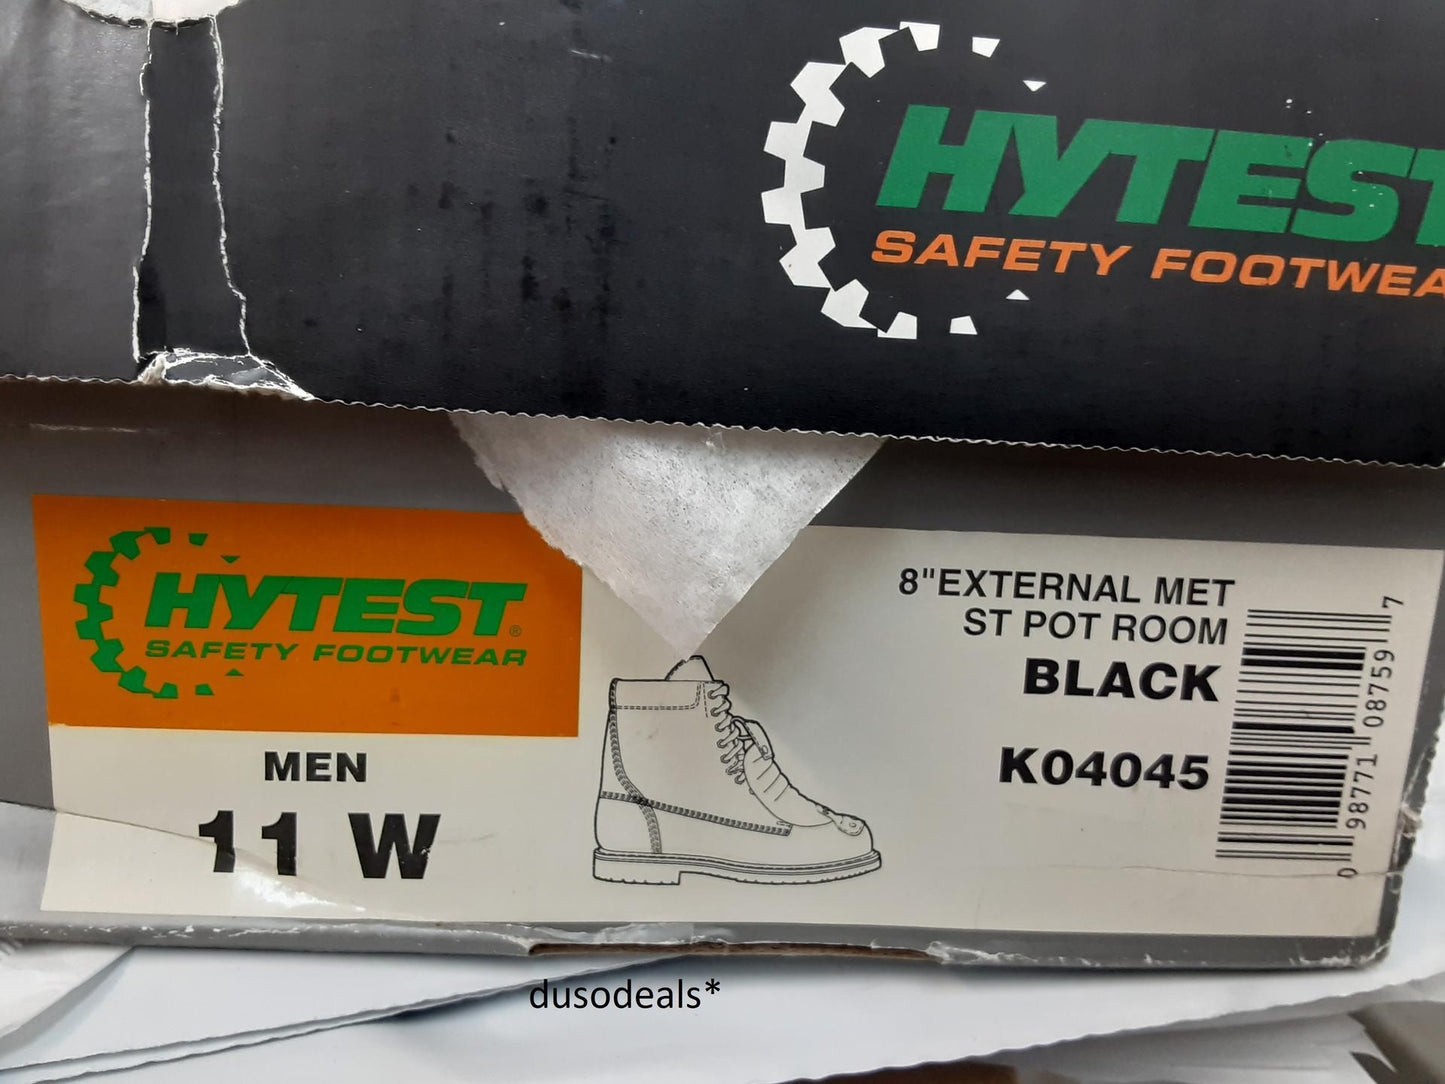 HYTEST
SAFETY FOOTWEA
HYTEST®
SAFETY FOOTWEAR
MEN
11 W
8"EXTERNAL MET
ST POT ROOM
BLACK
K04045
0 98771 08759 7
dusodeals*